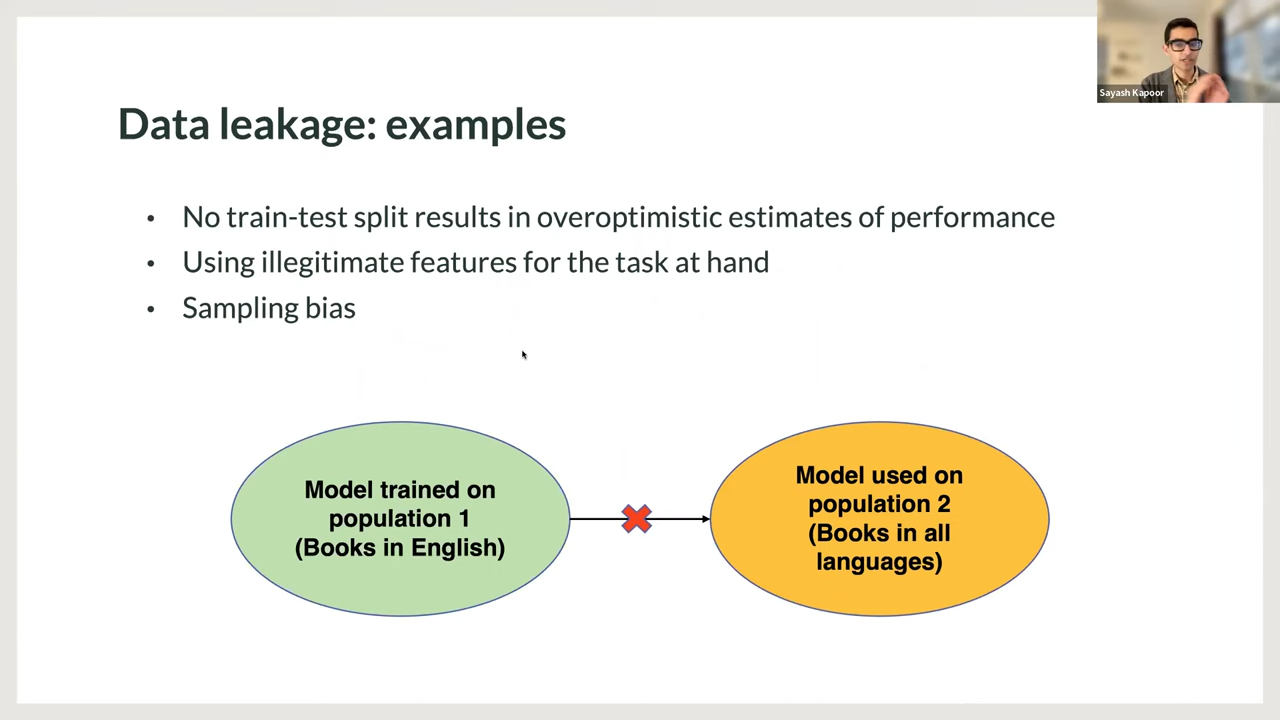 Sayash Kapoor
Data leakage: examples
• No train-test split results in overoptimistic estimates of performance
• Using illegitimate features for the task at hand
• Sampling bias
Model trained on
population 1
(Books in English)
Model used on
population 2
(Books in all
languages)